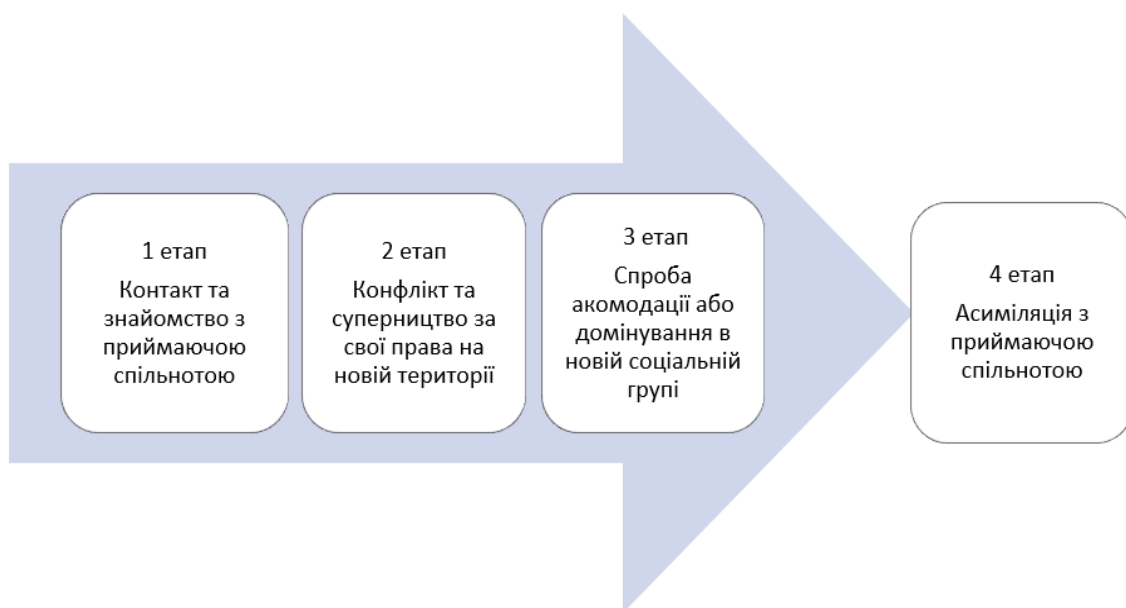 1 етап
Контакт та
знайомство з
приймаючою
спільнотою
2 етап
Конфлікт та
суперництво за
свої права на
новій території
3 етап
Спроба
акомодації або
домінування в
новій соціальній
групі
4 етап
Асиміляція з
приймаючою
спільнотою